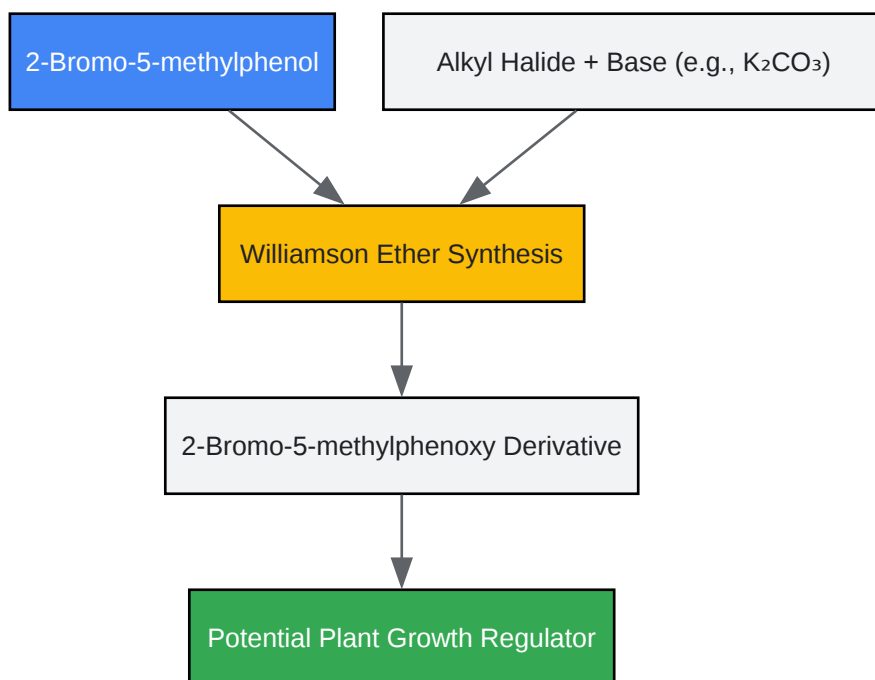 2-Bromo-5-methylphenol
Alkyl Halide + Base (e.g., K₂CO₃)
Williamson Ether Synthesis
2-Bromo-5-methylphenoxy Derivative
Potential Plant Growth Regulator